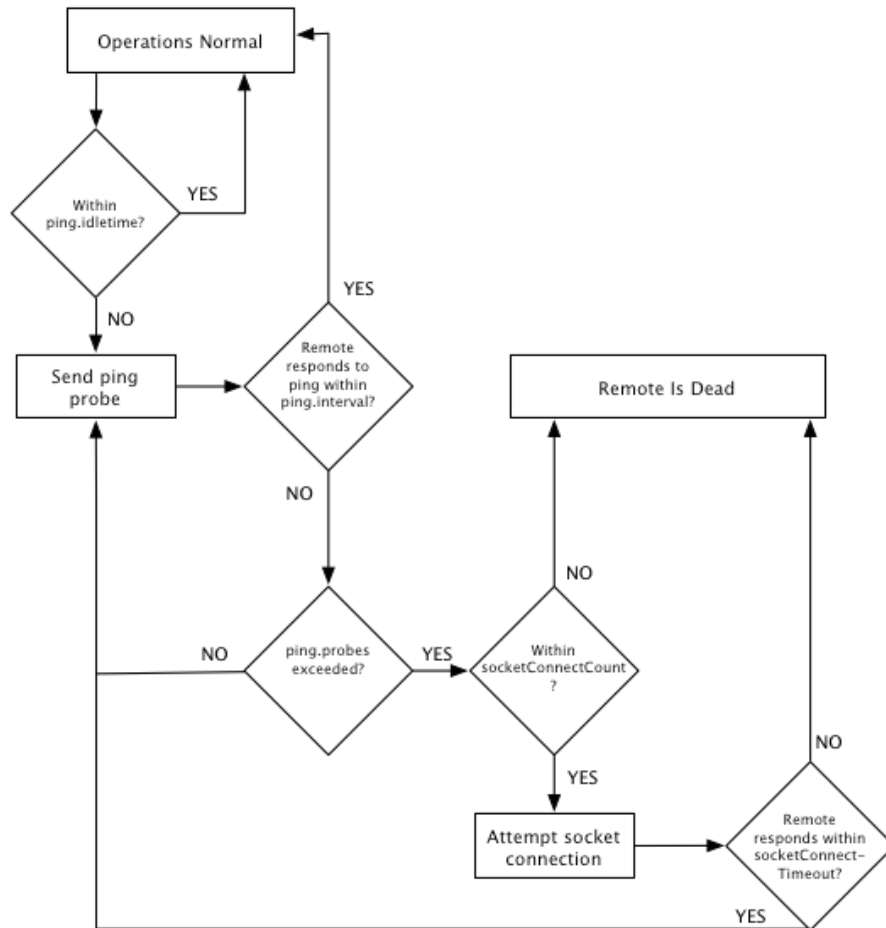 Operations Normal
Within
ping.idletime?
YES
NO
YES
Send ping
probe
Remote
responds to
ping within
ping.interval?
Remote Is Dead
NO
NO
NO
ping.probes
exceeded?
YES
Within
socketConnectCount
?
NO
YES
Attempt socket
connection
Remote
responds within
socketConnect-
Timeout?
YES